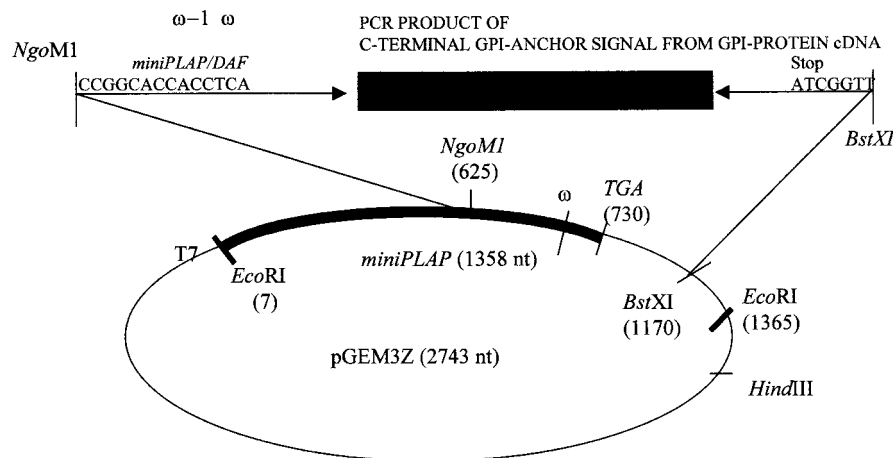 ω−1 ω
PCR PRODUCT OF
C-TERMINAL GPI-ANCHOR SIGNAL FROM GPI-PROTEIN cDNA
NgoM1
miniPLAP/DAF
Stop
CCGGCACCACCTCA
ATCGGTT
BstXI
NgoM1
(625)
ω
TGA
(730)
T7
EcoRI
(7)
miniPLAP (1358 nt)
BstXI
(1170)
EcoRI
(1365)
pGEM3Z (2743 nt)
HindIII